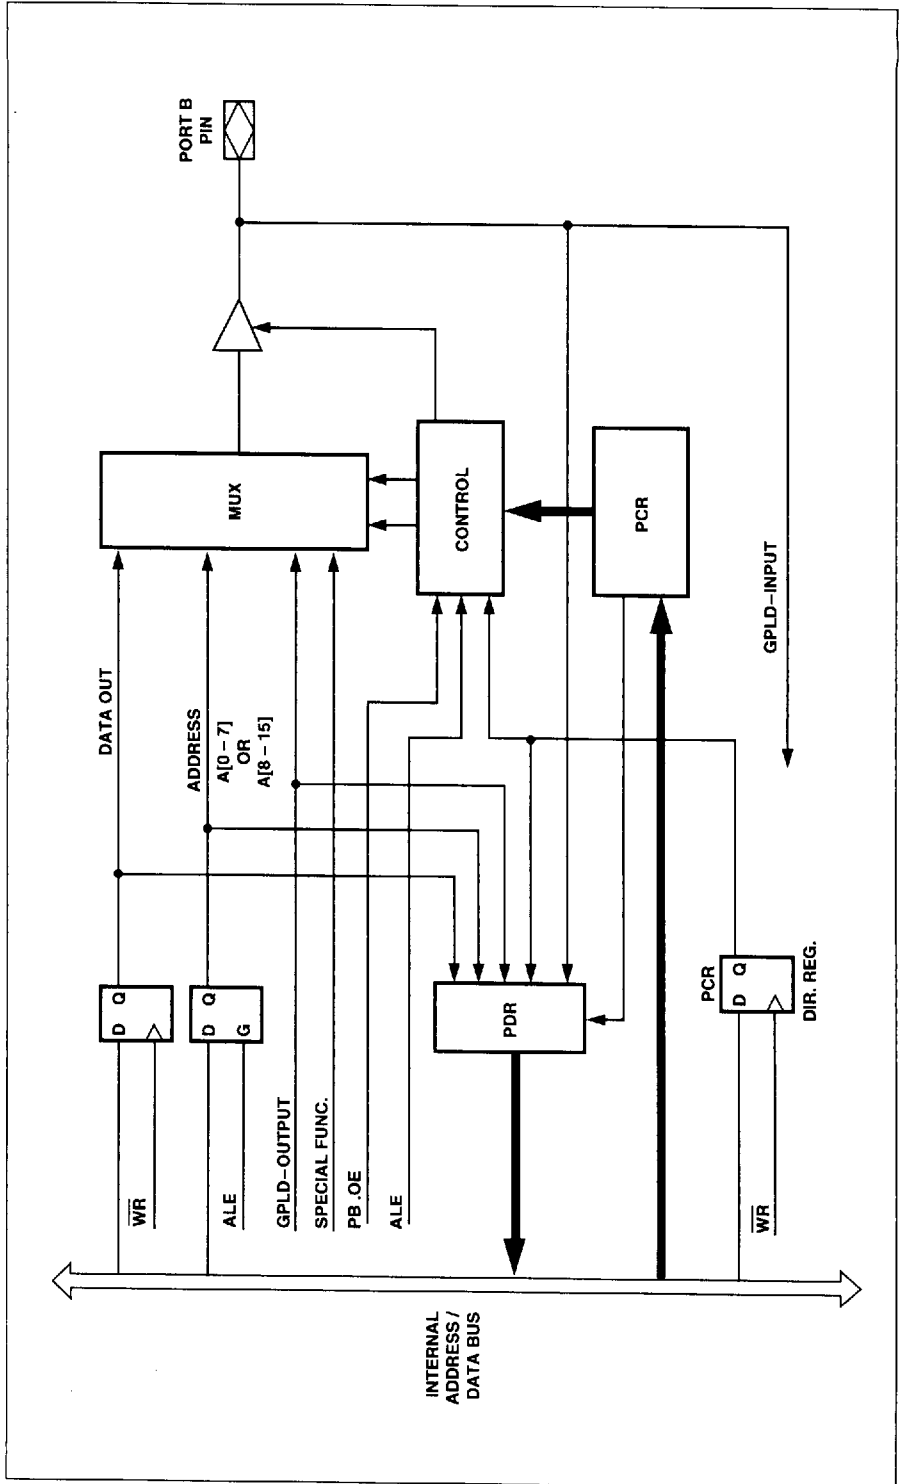 PORT B
PIN
MUX
CONTROL
PCR
DATA OUT
ADDRESS
A[0 – 7]
OR
A[8 – 15]
GPLD–INPUT
D Q
D Q
G
PDR
PCR
D Q
DIR. REG.
WR
ALE
GPLD–OUTPUT
SPECIAL FUNC.
PB.OE
ALE
WR
INTERNAL
ADDRESS /
DATA BUS